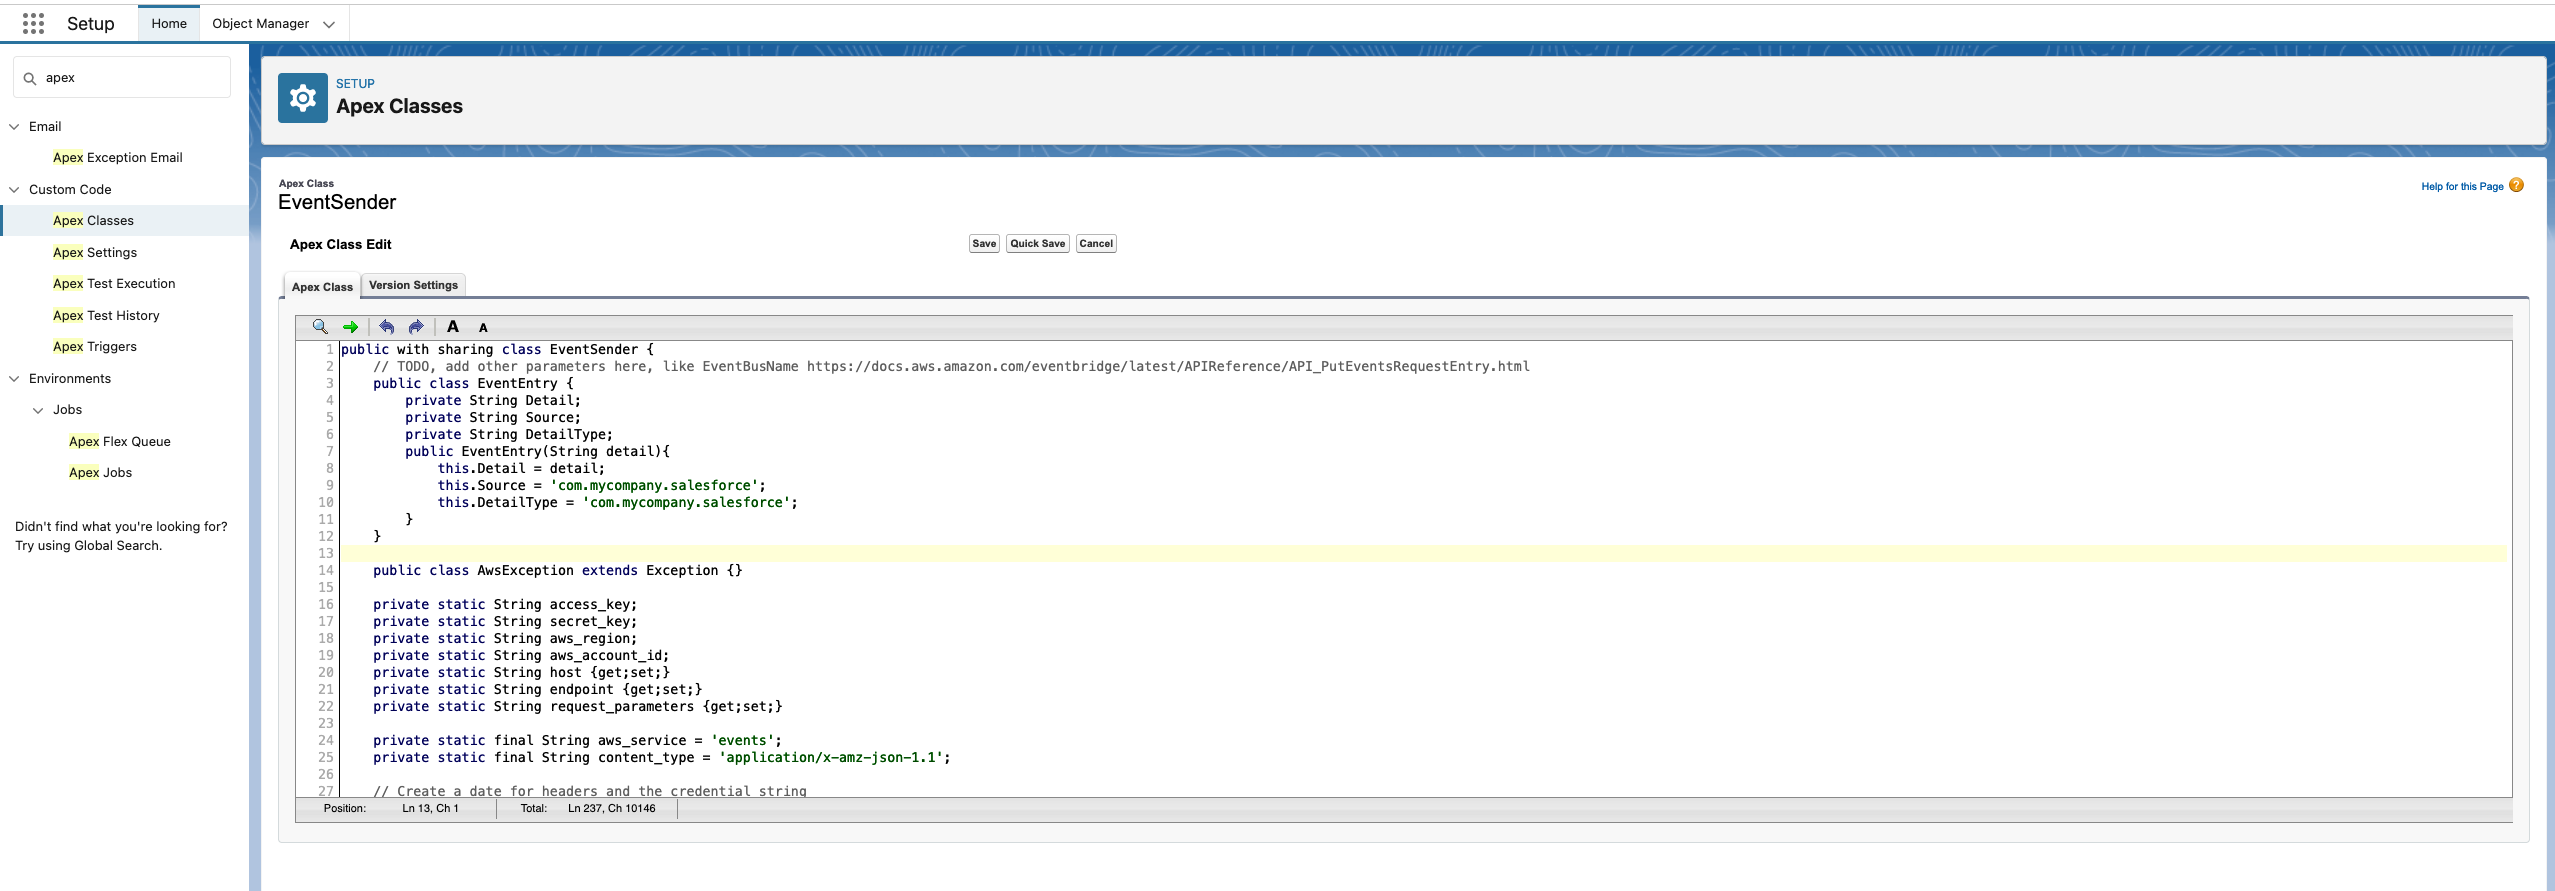 Setup
Home
Object Manager
apex
Email
Apex Exception Email
Custom Code
Apex Classes
Apex Settings
Apex Test Execution
Apex Test History
Apex Triggers
Environments
Jobs
Apex Flex Queue
Apex Jobs
Didn't find what you're looking for?
Try using Global Search.
SETUP
Apex Classes
Apex Class
EventSender
Help for this Page ?
Apex Class Edit
Save Quick Save Cancel
Apex Class Version Settings
A A
1 public with sharing class EventSender {
2     // TODO, add other parameters here, like EventBusName https://docs.aws.amazon.com/eventbridge/latest/APIReference/API_PutEventsRequestEntry.html
3     public class EventEntry {
4         private String Detail;
5         private String Source;
6         private String DetailType;
7         public EventEntry(String detail){
8             this.Detail = detail;
9             this.Source = 'com.mycompany.salesforce';
10             this.DetailType = 'com.mycompany.salesforce';
11         }
12     }
13
14     public class AwsException extends Exception {}
15
16     private static String access_key;
17     private static String secret_key;
18     private static String aws_region;
19     private static String aws_account_id;
20     private static String host {get;set;}
21     private static String endpoint {get;set;}
22     private static String request_parameters {get;set;}
23
24     private static final String aws_service = 'events';
25     private static final String content_type = 'application/x-amz-json-1.1';
26
27     // Create a date for headers and the credential string
Position: Ln 13, Ch 1 Total: Ln 237, Ch 10146